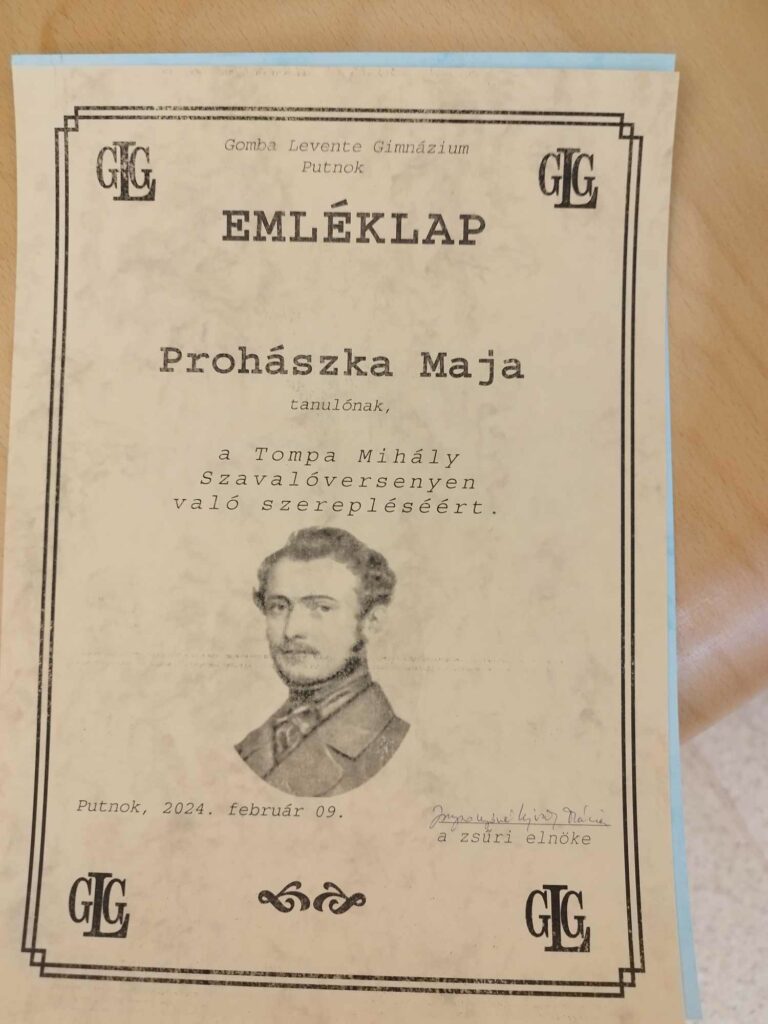 GLG
Gomba Levente Gimnázium
Putnok
GLG
EMLÉKLAP
Prohászka Maja
tanulónak,
a Tompa Mihály
Szavalóversenyen
való szerepléséért.
Putnok, 2024. február 09.
a zsűri elnöke
GLG
GLG